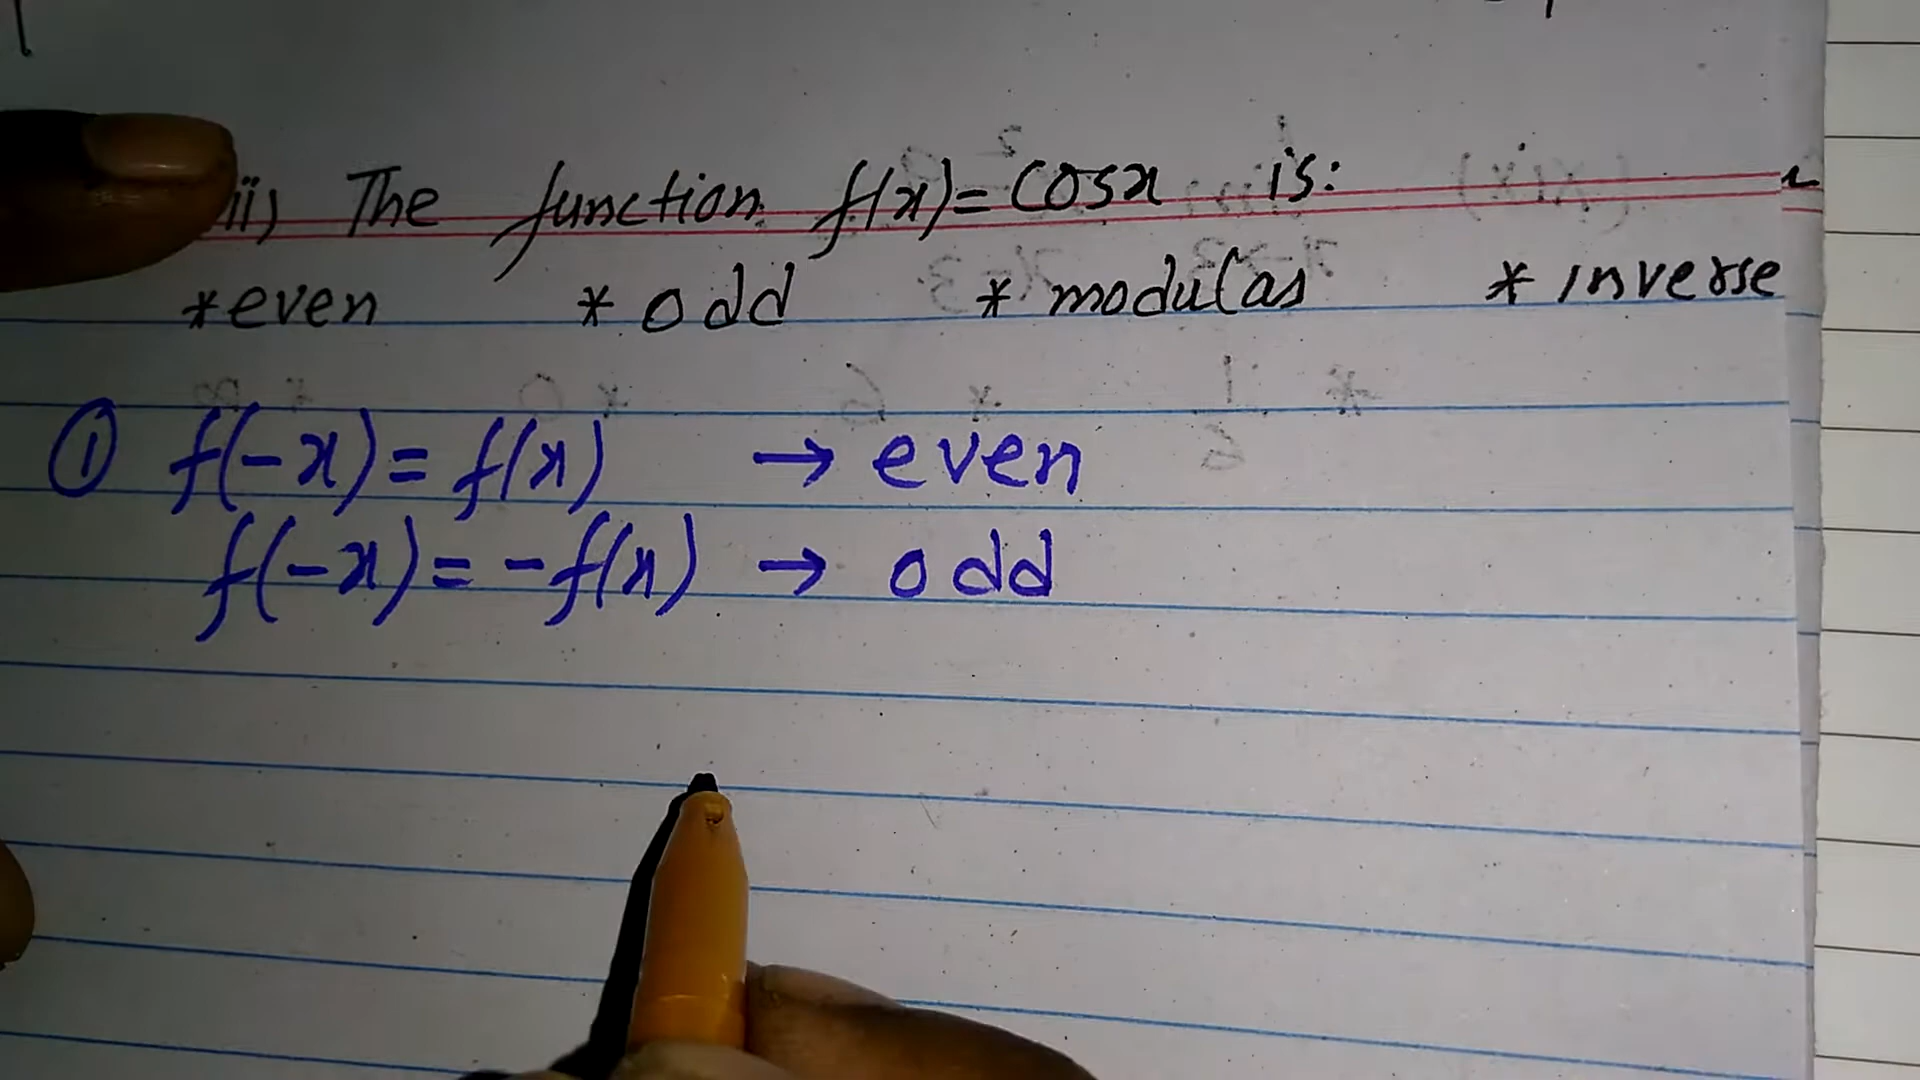 ii) The function f(x)= Cosx is:
*even * odd * modulas * inverse
① f(-x)= f(x) → even
f(-x)= -f(x) → odd